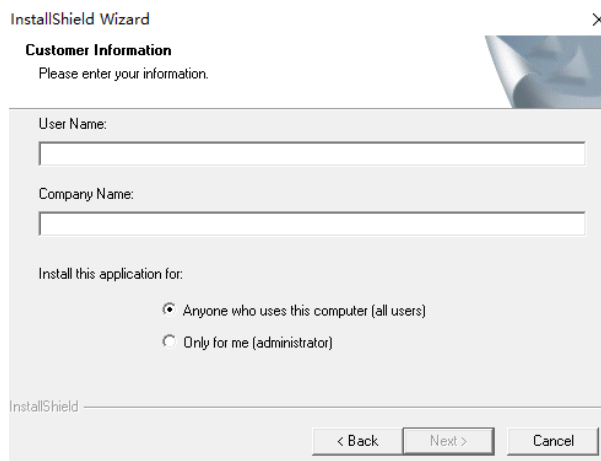 InstallShield Wizard
Customer Information
Please enter your information.
User Name:
Company Name:
Install this application for:
Anyone who uses this computer (all users)
Only for me (administrator)
InstallShield
< Back Next > Cancel